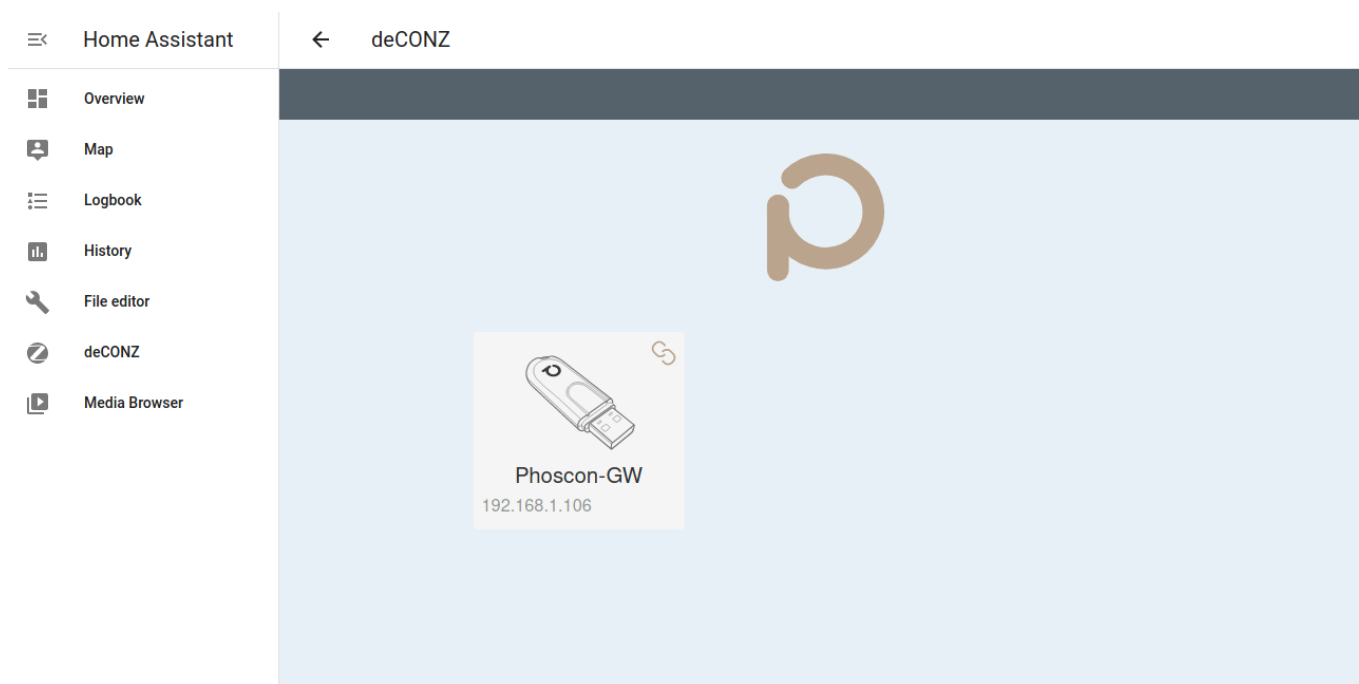 Home Assistant
deCONZ
Overview
Map
Logbook
History
File editor
deCONZ
Media Browser
Phoscon-GW
192.168.1.106